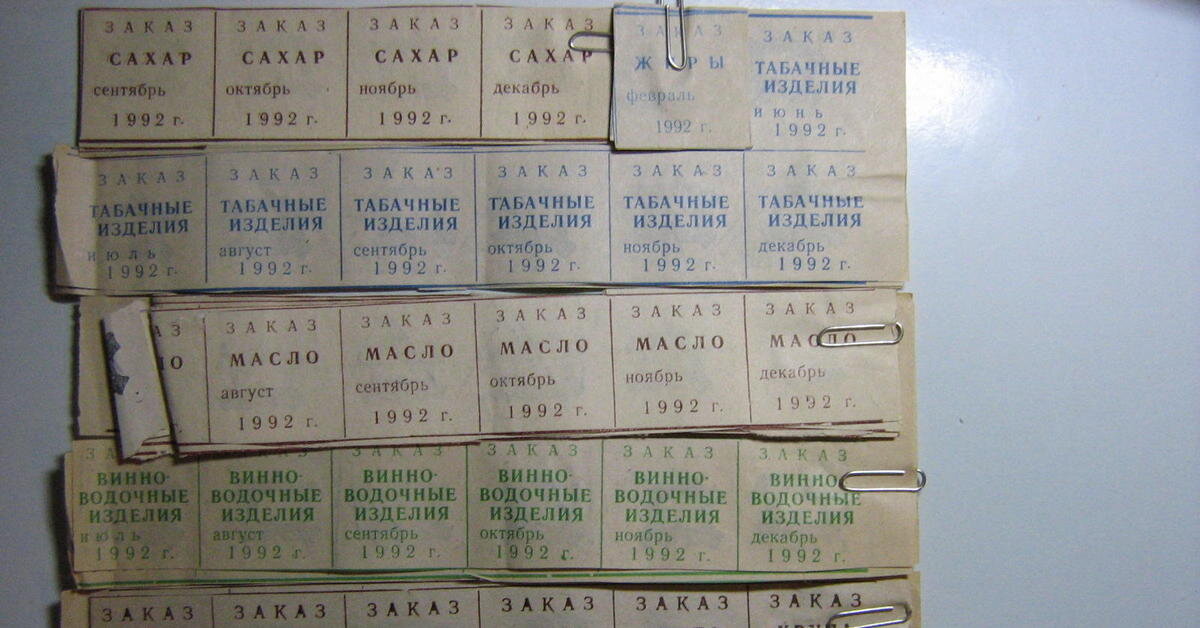 ЗАКАЗ ЗАКАЗ ЗАКАЗ ЗАКАЗ ЗАКАЗ ЗАКАЗ
САХАР САХАР САХАР САХАР ТАБАЧНЫЕ ИЗДЕЛИЯ
сентябрь октябрь ноябрь декабрь февраль июнь
1992 г. 1992 г. 1992 г. 1992 г. 1992 г. 1992 г.
ЗАКАЗ ЗАКАЗ ЗАКАЗ ЗАКАЗ ЗАКАЗ ЗАКАЗ
ТАБАЧНЫЕ ТАБАЧНЫЕ ТАБАЧНЫЕ ТАБАЧНЫЕ ТАБАЧНЫЕ ТАБАЧНЫЕ
ИЗДЕЛИЯ ИЗДЕЛИЯ ИЗДЕЛИЯ ИЗДЕЛИЯ ИЗДЕЛИЯ ИЗДЕЛИЯ
июль август сентябрь октябрь ноябрь декабрь
1992 г. 1992 г. 1992 г. 1992 г. 1992 г. 1992 г.
ЗАКАЗ ЗАКАЗ ЗАКАЗ ЗАКАЗ ЗАКАЗ
МАСЛО МАСЛО МАСЛО МАСЛО МАСЛО
август сентябрь октябрь ноябрь декабрь
1992 г. 1992 г. 1992 г. 1992 г. 1992 г.
ЗАКАЗ ЗАКАЗ ЗАКАЗ ЗАКАЗ ЗАКАЗ
ВИННО- ВИННО- ВИННО- ВИННО- ВИННО- ВИННО
ВОДОЧНЫЕ ВОДОЧНЫЕ ВОДОЧНЫЕ ВОДОЧНЫЕ ВОДОЧНЫЕ ВОДОЧНЫЕ
ИЗДЕЛИЯ ИЗДЕЛИЯ ИЗДЕЛИЯ ИЗДЕЛИЯ ИЗДЕЛИЯ ИЗДЕЛИЯ
июль август сентябрь октябрь ноябрь декабрь
1992 г. 1992 г. 1992 г. 1992 г. 1992 г. 1992 г.
ЗАКАЗ ЗАКАЗ ЗАКАЗ ЗАКАЗ ЗАКАЗ ЗАКАЗ